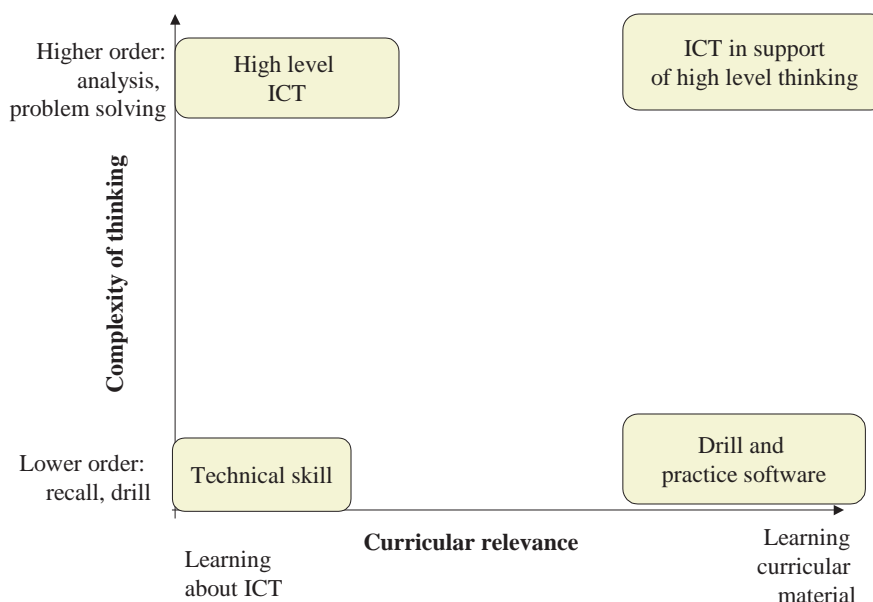 Higher order:
analysis,
problem solving
High level
ICT
ICT in support
of high level thinking
Complexity of thinking
Lower order:
recall, drill
Technical skill
Drill and
practice software
Curricular relevance
Learning
about ICT
Learning
curricular
material